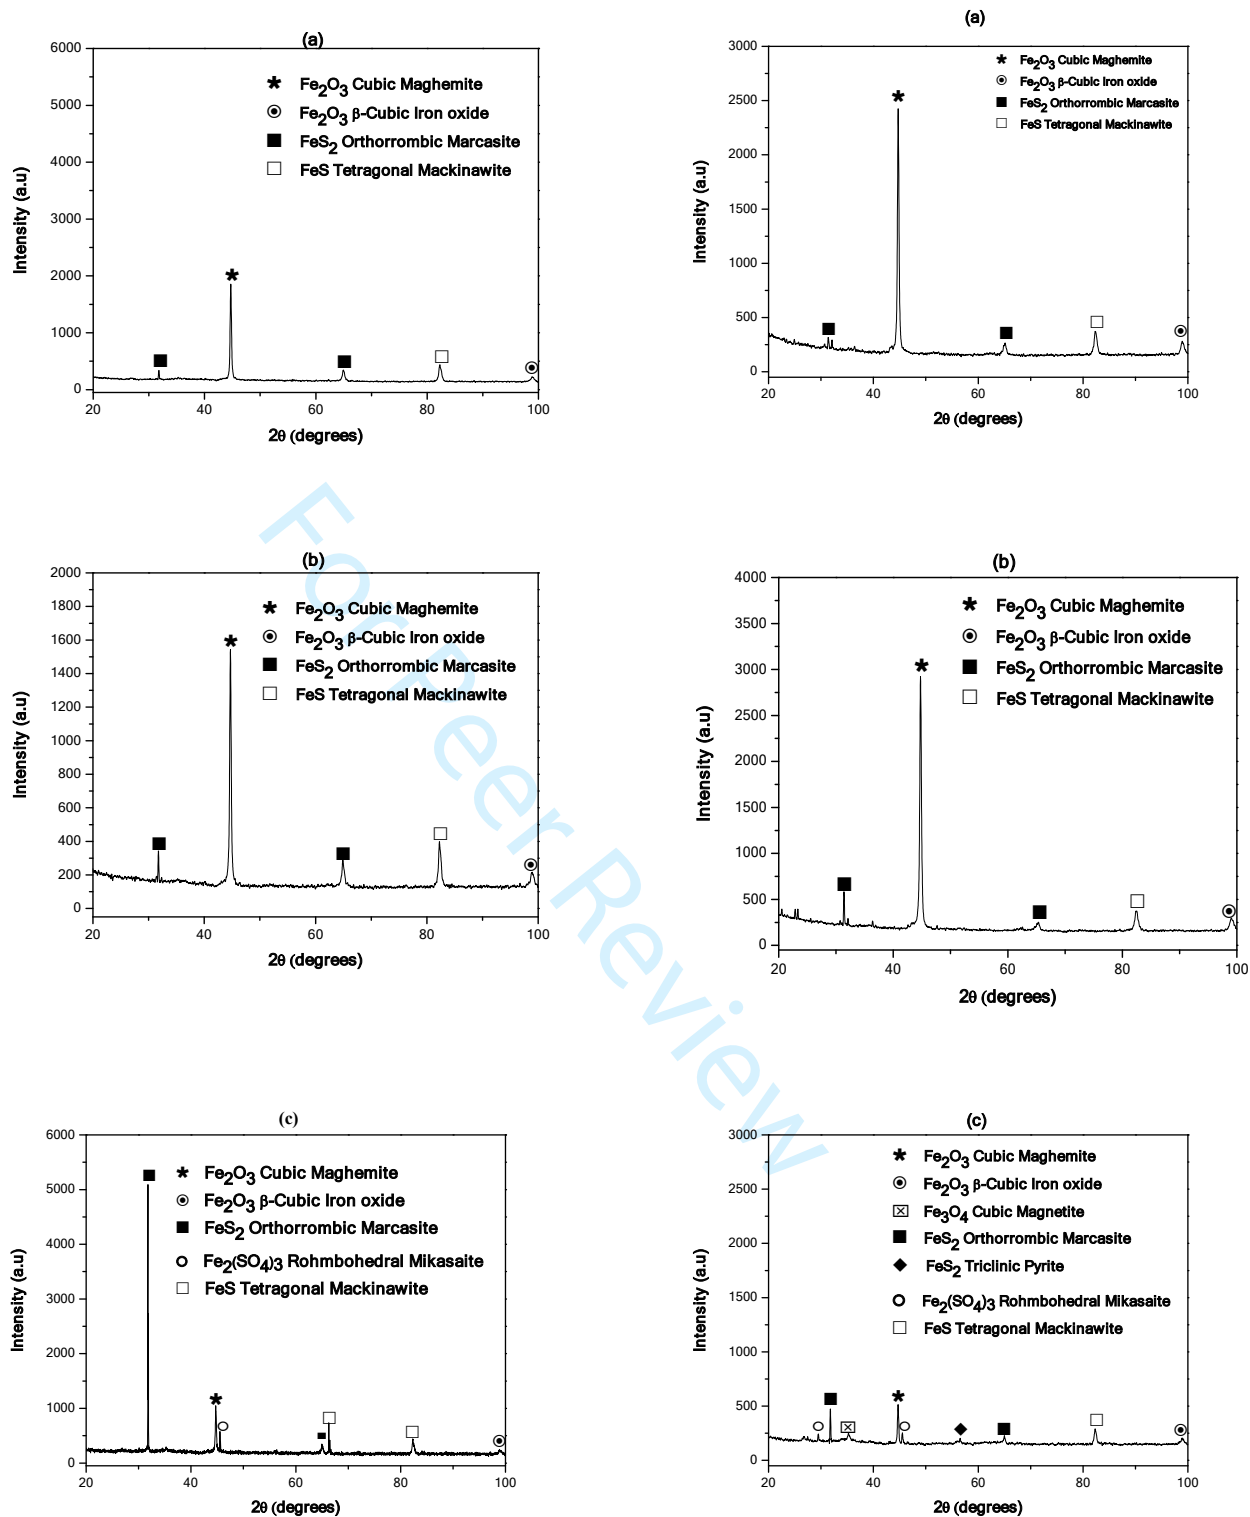 (a)
6000
5000
4000
3000
2000
1000
0
Intensity (a.u)
Fe2O3 Cubic Maghemite
Fe2O3 β-Cubic Iron oxide
FeS2 Orthorrombic Marcasite
FeS Tetragonal Mackinawite
20 40 60 80 100
2θ (degrees)
(a)
3000
2500
2000
1500
1000
500
0
Intensity (a.u)
Fe2O3 Cubic Maghemite
Fe2O3 β-Cubic Iron oxide
FeS2 Orthorrombic Marcasite
FeS Tetragonal Mackinawite
20 40 60 80 100
2θ (degrees)
(b)
2000
1800
1600
1400
1200
1000
800
600
400
200
0
Intensity (a.u)
Fe2O3 Cubic Maghemite
Fe2O3 β-Cubic Iron oxide
FeS2 Orthorrombic Marcasite
FeS Tetragonal Mackinawite
20 40 60 80 100
2θ (degrees)
(b)
4000
3500
3000
2500
2000
1500
1000
500
0
Intensity (a.u)
Fe2O3 Cubic Maghemite
Fe2O3 β-Cubic Iron oxide
FeS2 Orthorrombic Marcasite
FeS Tetragonal Mackinawite
20 40 60 80 100
2θ (degrees)
For Peer Review
(c)
6000
5000
4000
3000
2000
1000
0
Intensity (a.u)
Fe2O3 Cubic Maghemite
Fe2O3 β-Cubic Iron oxide
FeS2 Orthorrombic Marcasite
Fe2(SO4)3 Rohmbohedral Mikasaite
FeS Tetragonal Mackinawite
20 40 60 80 100
2θ (degrees)
(c)
3000
2500
2000
1500
1000
500
0
Intensity (a.u)
Fe2O3 Cubic Maghemite
Fe2O3 β-Cubic Iron oxide
Fe3O4 Cubic Magnetite
FeS2 Orthorrombic Marcasite
FeS2 Triclinic Pyrite
Fe2(SO4)3 Rohmbohedral Mikasaite
FeS Tetragonal Mackinawite
20 40 60 80 100
2θ (degrees)